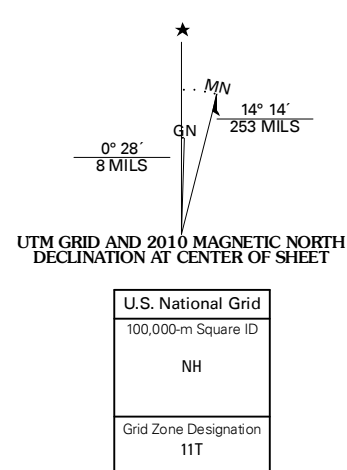 ★
MN
GN
14° 14´
253 MILS
0° 28´
8 MILS
UTM GRID AND 2010 MAGNETIC NORTH
DECLINATION AT CENTER OF SHEET
U.S. National Grid
100,000-m Square ID
NH
Grid Zone Designation
11T